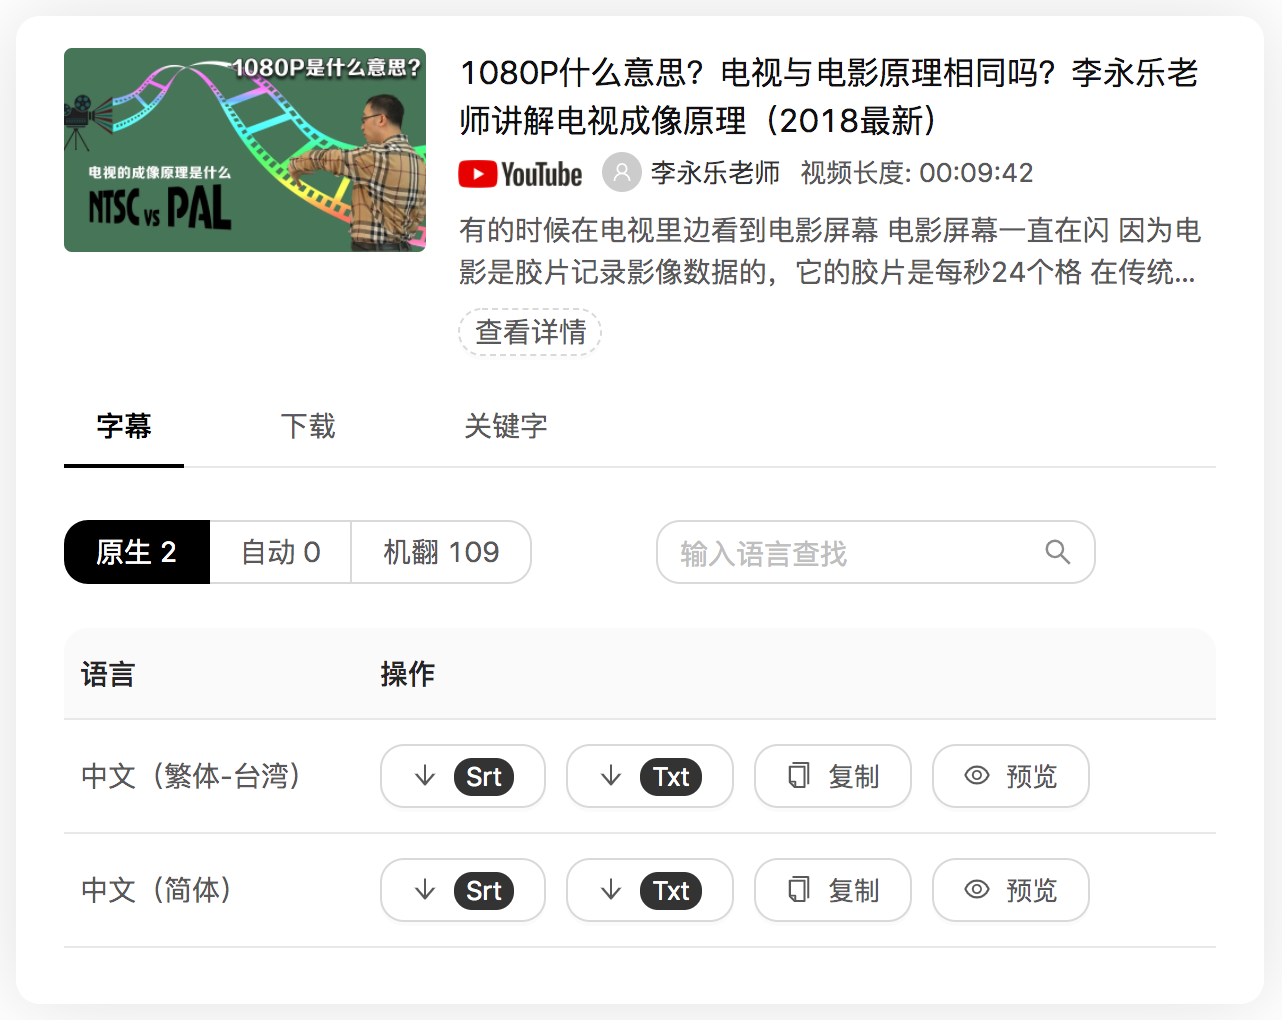 1080P是什么意思?
电视的成像原理是什么
NTSC VS PAL
1080P什么意思？电视与电影原理相同吗？李永乐老
师讲解电视成像原理（2018最新）
YouTube 李永乐老师 视频长度: 00:09:42
有的时候在电视里边看到电影屏幕 电影屏幕一直在闪 因为电
影是胶片记录影像数据的，它的胶片是每秒24个格 在传统...
查看详情
字幕 下载 关键字
原生 2 自动 0 机翻 109 输入语言查找
语言 操作
中文（繁体-台湾） Srt Txt 复制 预览
中文（简体） Srt Txt 复制 预览